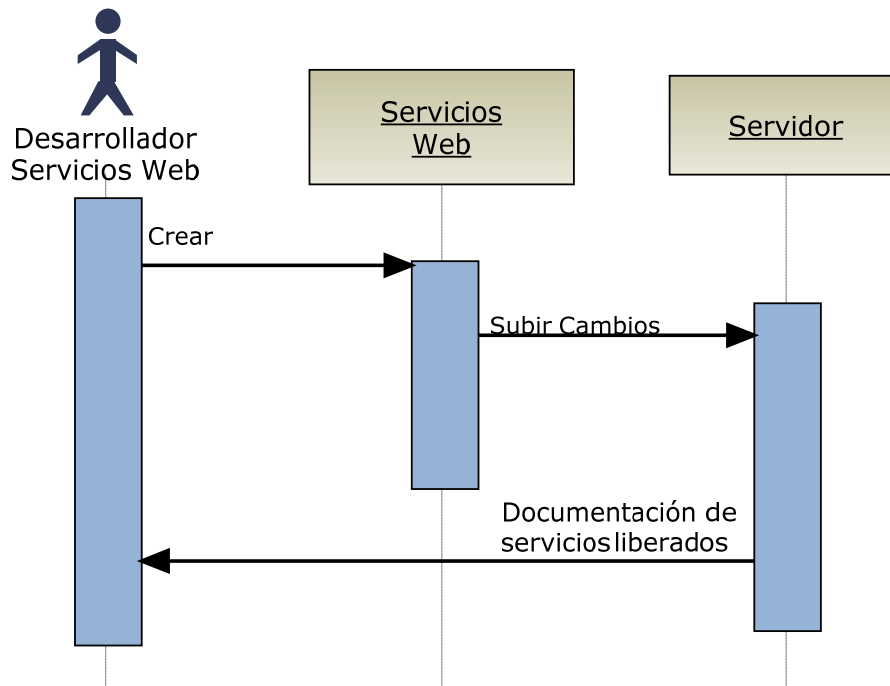 Desarrollador
Servicios Web
Servicios
Web
Servidor
Crear
Subir Cambios
Documentación de
servicios liberados